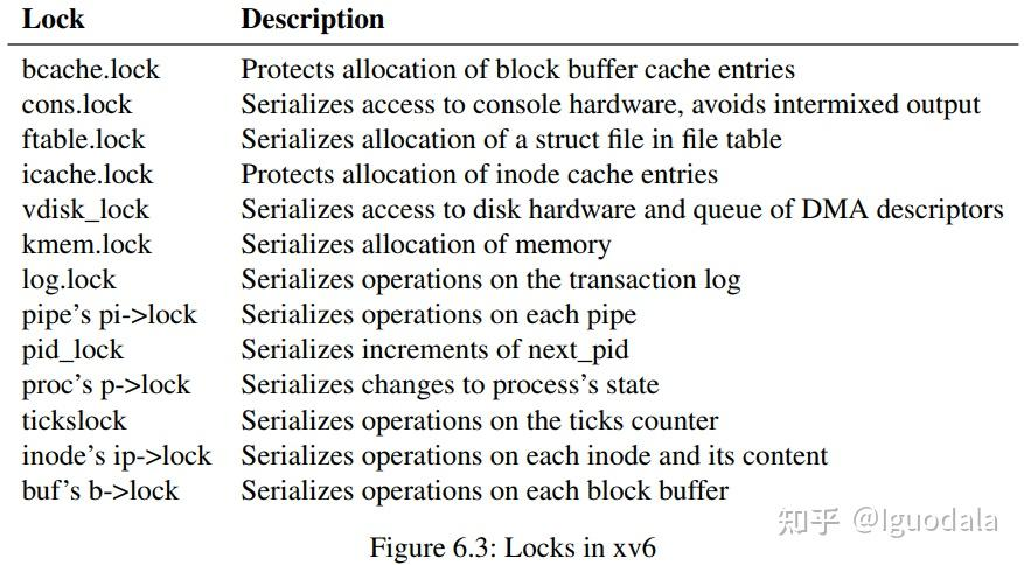 Lock Description
bcache.lock Protects allocation of block buffer cache entries
cons.lock Serializes access to console hardware, avoids intermixed output
ftable.lock Serializes allocation of a struct file in file table
icache.lock Protects allocation of inode cache entries
vdisk_lock Serializes access to disk hardware and queue of DMA descriptors
kmem.lock Serializes allocation of memory
log.lock Serializes operations on the transaction log
pipe’s pi->lock Serializes operations on each pipe
pid_lock Serializes increments of next_pid
proc’s p->lock Serializes changes to process’s state
tickslock Serializes operations on the ticks counter
inode’s ip->lock Serializes operations on each inode and its content
buf’s b->lock Serializes operations on each block buffer
知乎 @lguodala
Figure 6.3: Locks in xv6